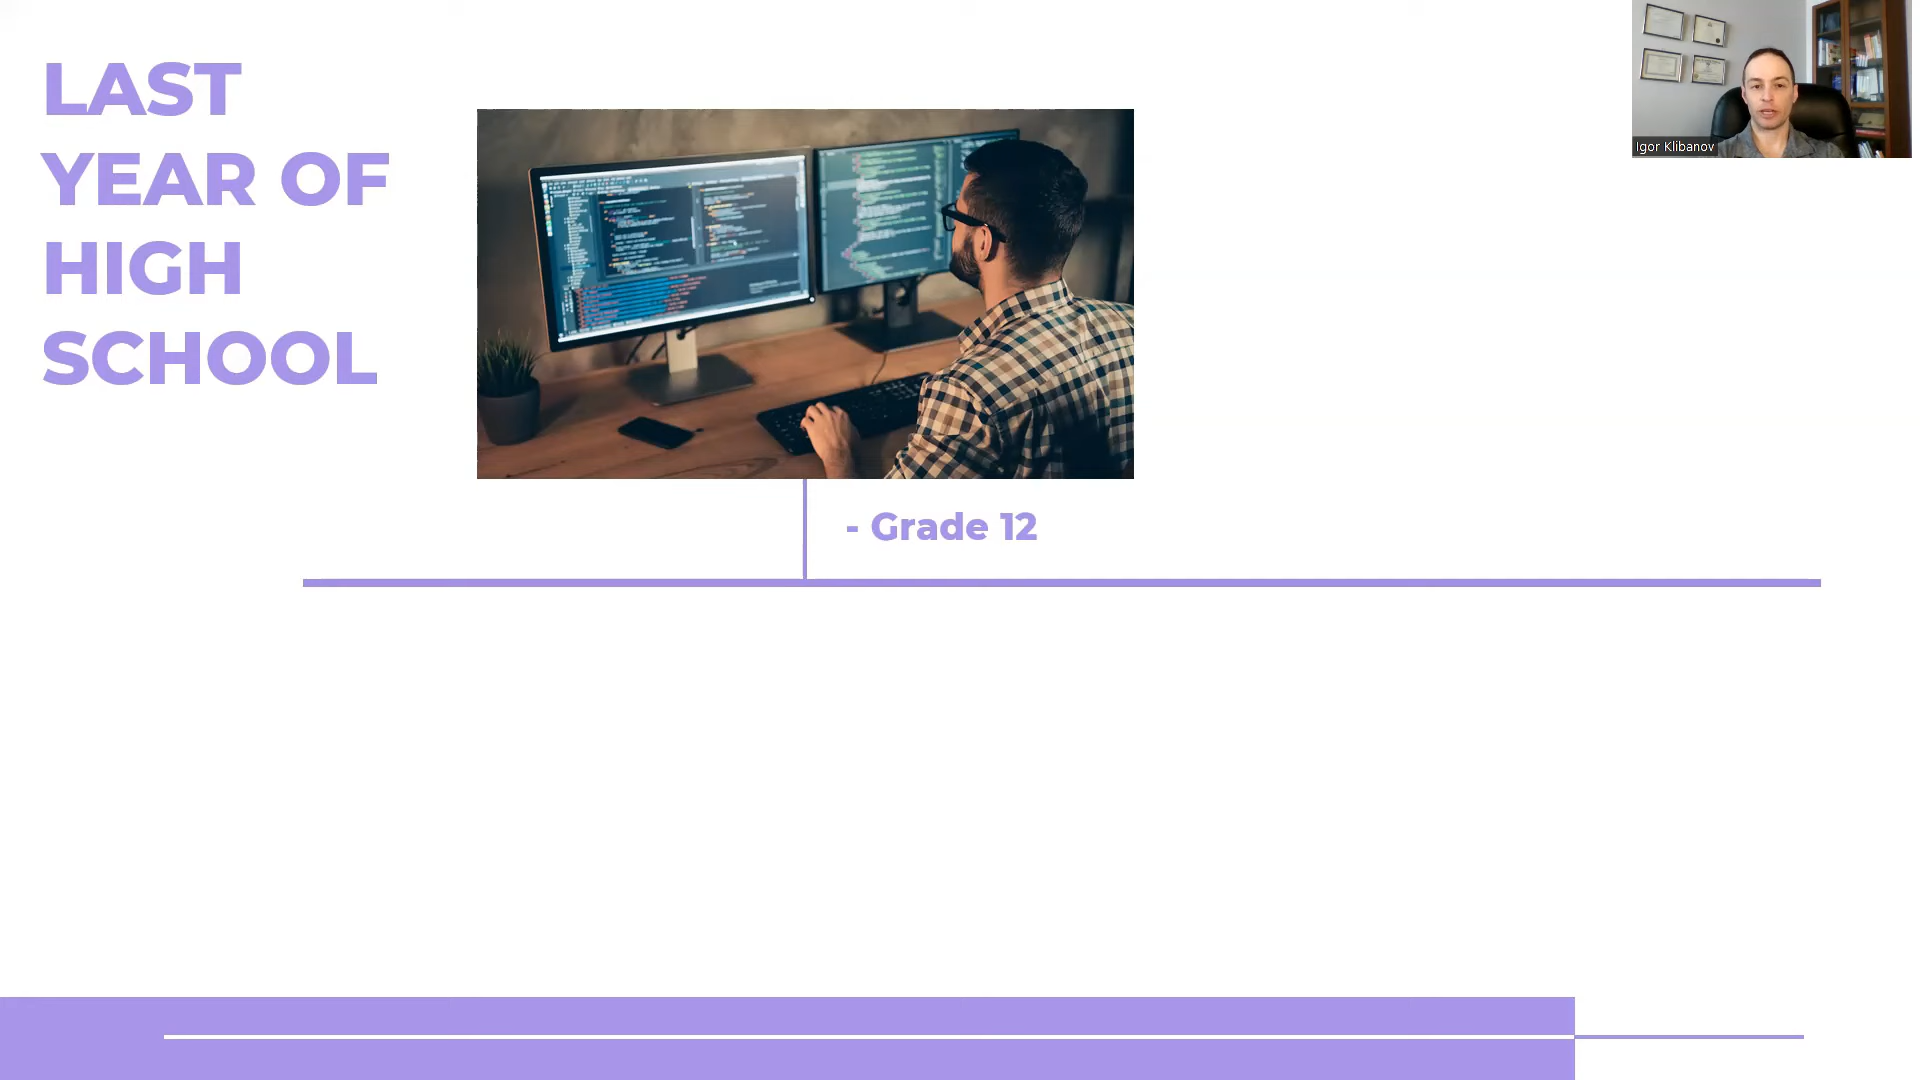 LAST
YEAR OF
HIGH
SCHOOL
Igor Klibanov
- Grade 12